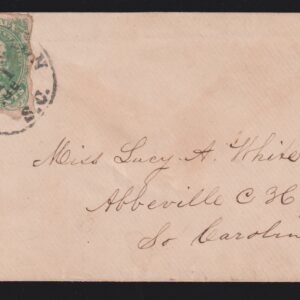 N
S.C.
Miss Lucy A. White
Abbeville C H
So Carolin